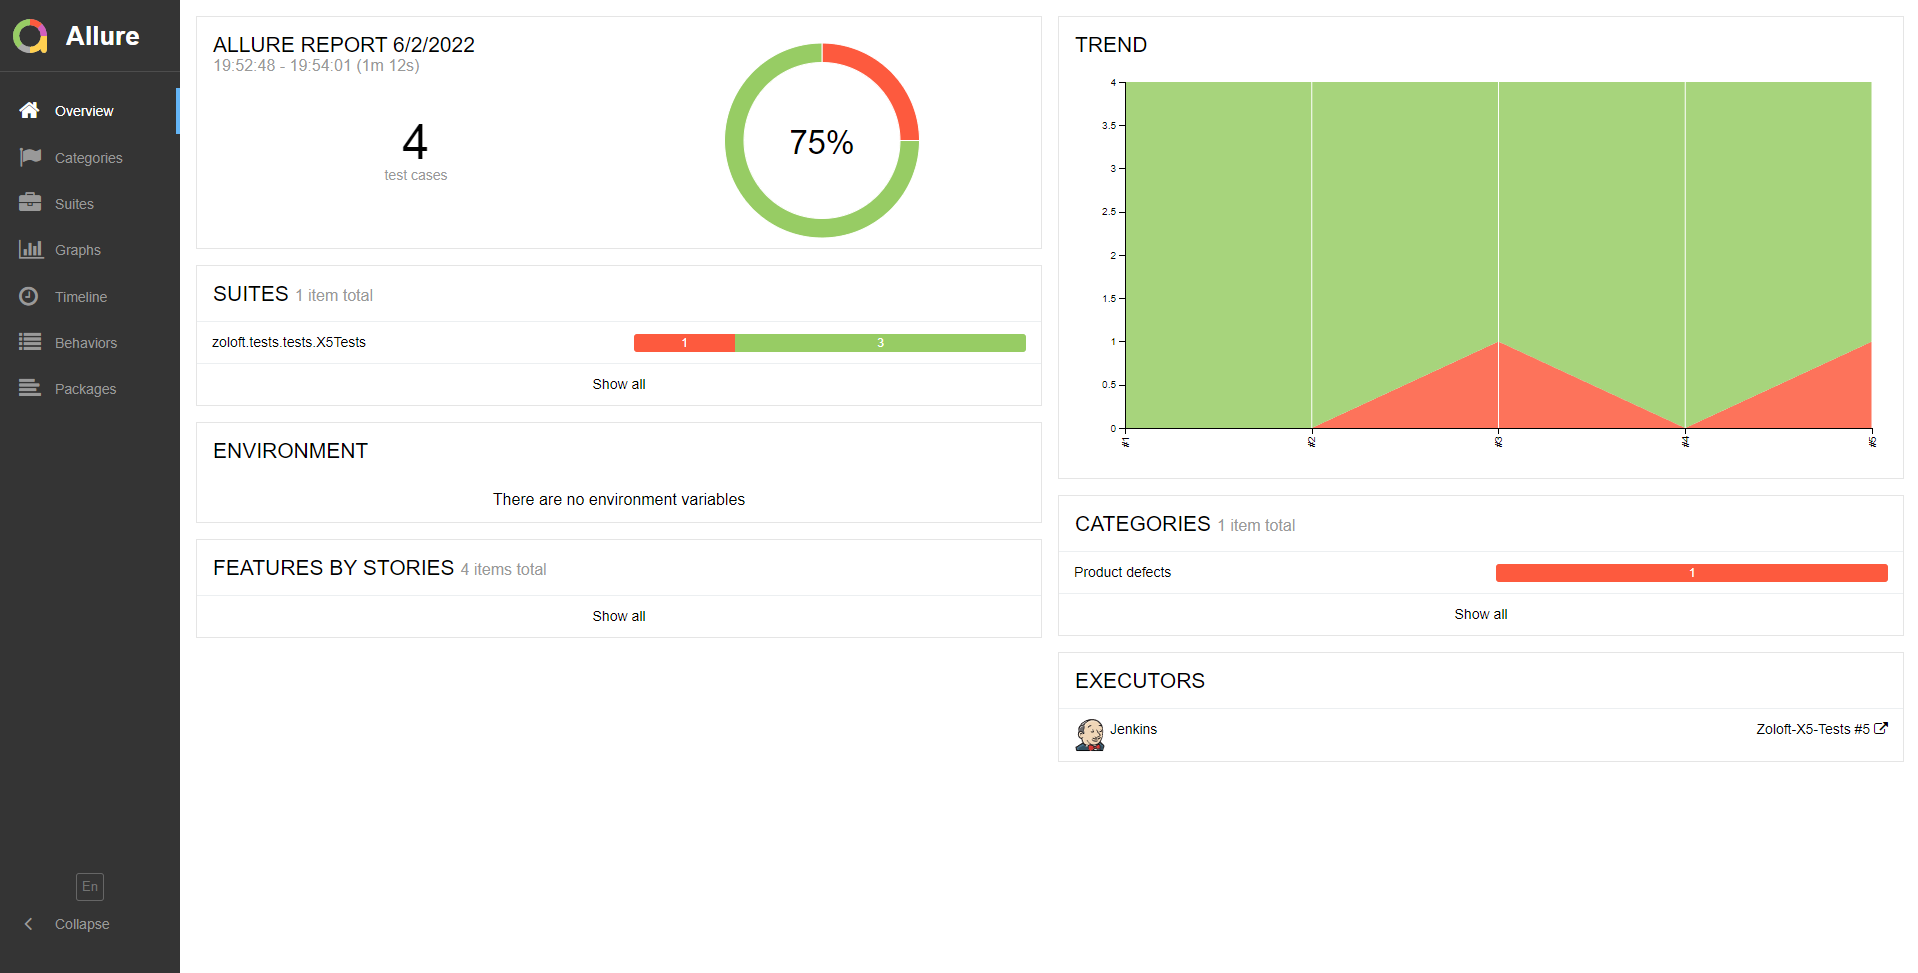 Allure
Overview
Categories
Suites
Graphs
Timeline
Behaviors
Packages
En
Collapse
ALLURE REPORT 6/2/2022
19:52:48 - 19:54:01 (1m 12s)
4
test cases
75%
SUITES 1 item total
zoloft.tests.tests.X5Tests 1 3
Show all
ENVIRONMENT
There are no environment variables
FEATURES BY STORIES 4 items total
Show all
TREND
4
3.5
3
2.5
2
1.5
1
0.5
0
#1 #2 #3 #4 #5
CATEGORIES 1 item total
Product defects 1
Show all
EXECUTORS
Jenkins Zoloft-X5-Tests #5